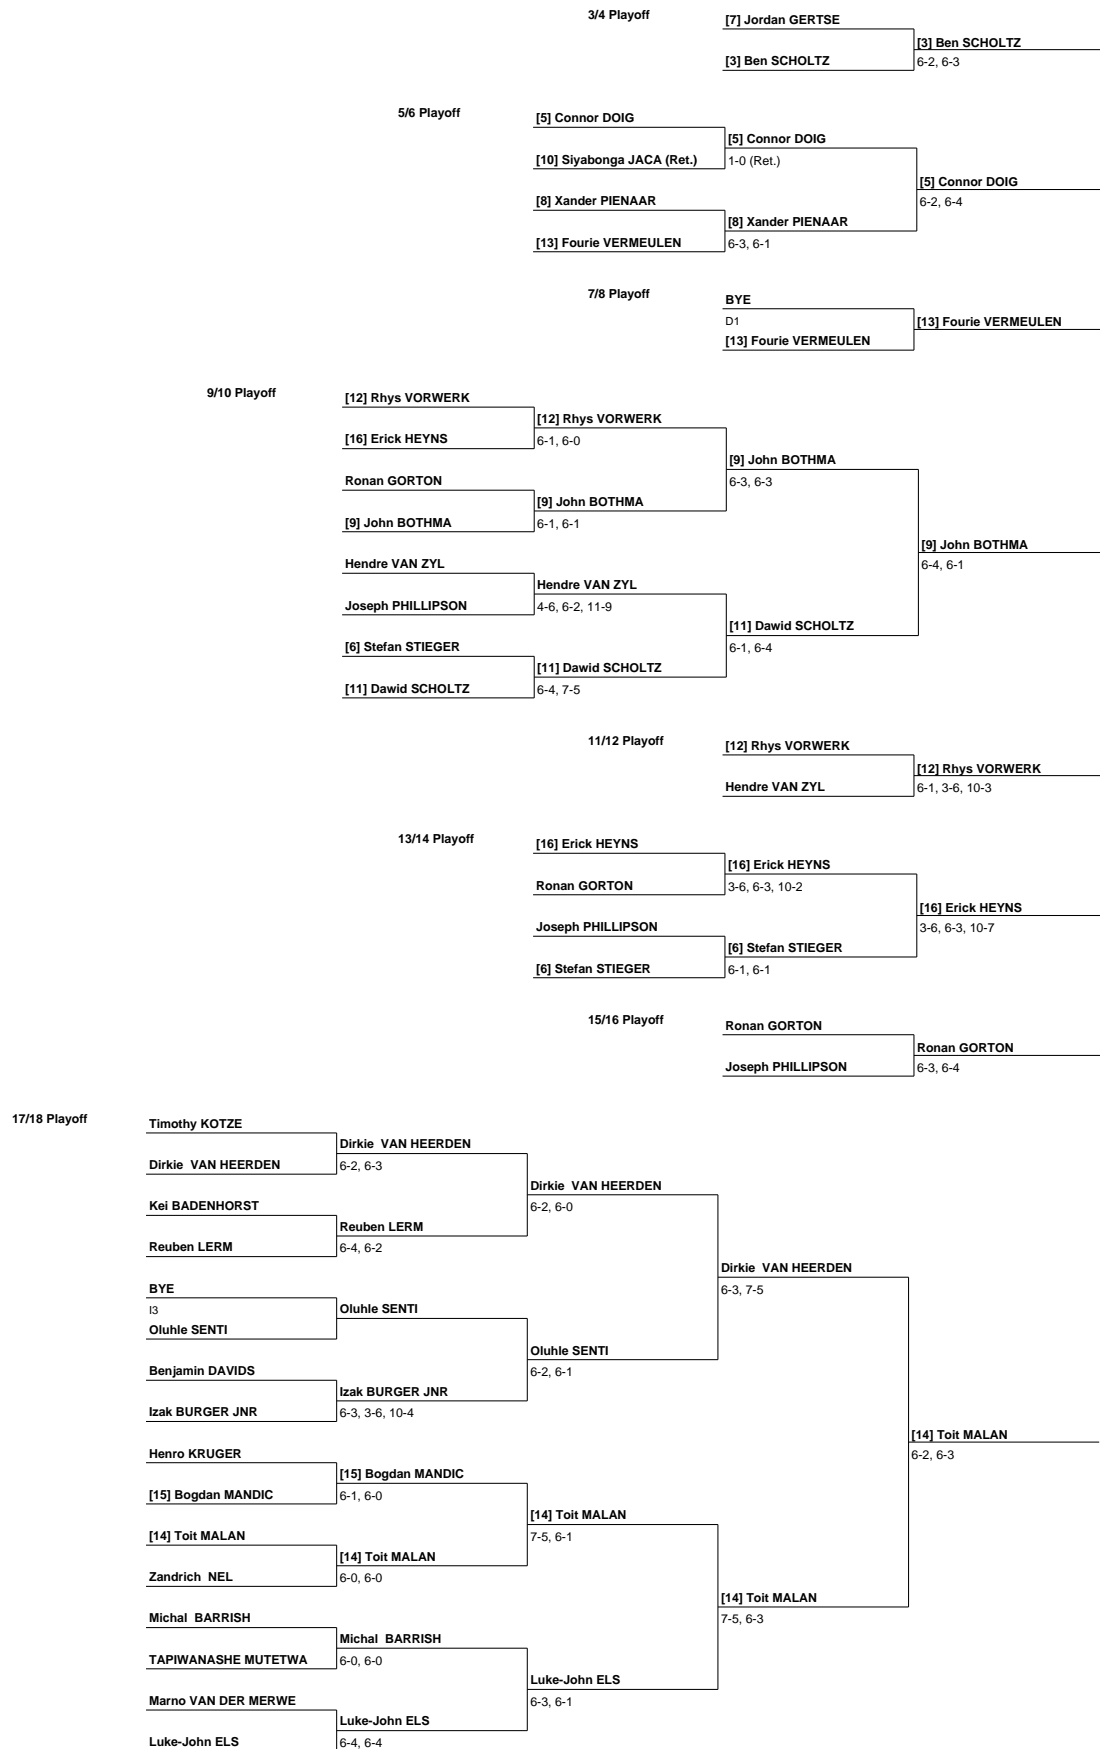 3/4 Playoff
[7] Jordan GERTSE
[3] Ben SCHOLTZ
[3] Ben SCHOLTZ
6-2, 6-3
5/6 Playoff
[5] Connor DOIG
[5] Connor DOIG
[10] Siyabonga JACA (Ret.)
1-0 (Ret.)
[5] Connor DOIG
[8] Xander PIENAAR
6-2, 6-4
[8] Xander PIENAAR
[13] Fourie VERMEULEN
6-3, 6-1
7/8 Playoff
BYE
D1
[13] Fourie VERMEULEN
[13] Fourie VERMEULEN
9/10 Playoff
[12] Rhys VORWERK
[12] Rhys VORWERK
[16] Erick HEYNS
6-1, 6-0
[9] John BOTHMA
Ronan GORTON
6-3, 6-3
[9] John BOTHMA
[9] John BOTHMA
6-1, 6-1
[9] John BOTHMA
Hendre VAN ZYL
6-4, 6-1
Hendre VAN ZYL
Joseph PHILLIPSON
4-6, 6-2, 11-9
[11] Dawid SCHOLTZ
[6] Stefan STIEGER
6-1, 6-4
[11] Dawid SCHOLTZ
[11] Dawid SCHOLTZ
6-4, 7-5
11/12 Playoff
[12] Rhys VORWERK
[12] Rhys VORWERK
Hendre VAN ZYL
6-1, 3-6, 10-3
13/14 Playoff
[16] Erick HEYNS
[16] Erick HEYNS
Ronan GORTON
3-6, 6-3, 10-2
[16] Erick HEYNS
Joseph PHILLIPSON
3-6, 6-3, 10-7
[6] Stefan STIEGER
[6] Stefan STIEGER
6-1, 6-1
15/16 Playoff
Ronan GORTON
Ronan GORTON
Joseph PHILLIPSON
6-3, 6-4
17/18 Playoff
Timothy KOTZE
Dirkie VAN HEERDEN
Dirkie VAN HEERDEN
6-2, 6-3
Dirkie VAN HEERDEN
Kei BADENHORST
6-2, 6-0
Reuben LERM
Reuben LERM
6-4, 6-2
Dirkie VAN HEERDEN
BYE
6-3, 7-5
I3
Oluhle SENTI
Oluhle SENTI
Oluhle SENTI
Benjamin DAVIDS
6-2, 6-1
Izak BURGER JNR
Izak BURGER JNR
6-3, 3-6, 10-4
[14] Toit MALAN
Henro KRUGER
6-2, 6-3
[15] Bogdan MANDIC
[15] Bogdan MANDIC
6-1, 6-0
[14] Toit MALAN
[14] Toit MALAN
7-5, 6-1
[14] Toit MALAN
Zandrich NEL
6-0, 6-0
[14] Toit MALAN
Michal BARRISH
7-5, 6-3
Michal BARRISH
TAPIWANASHE MUTETWA
6-0, 6-0
Luke-John ELS
Marno VAN DER MERWE
6-3, 6-1
Luke-John ELS
Luke-John ELS
6-4, 6-4